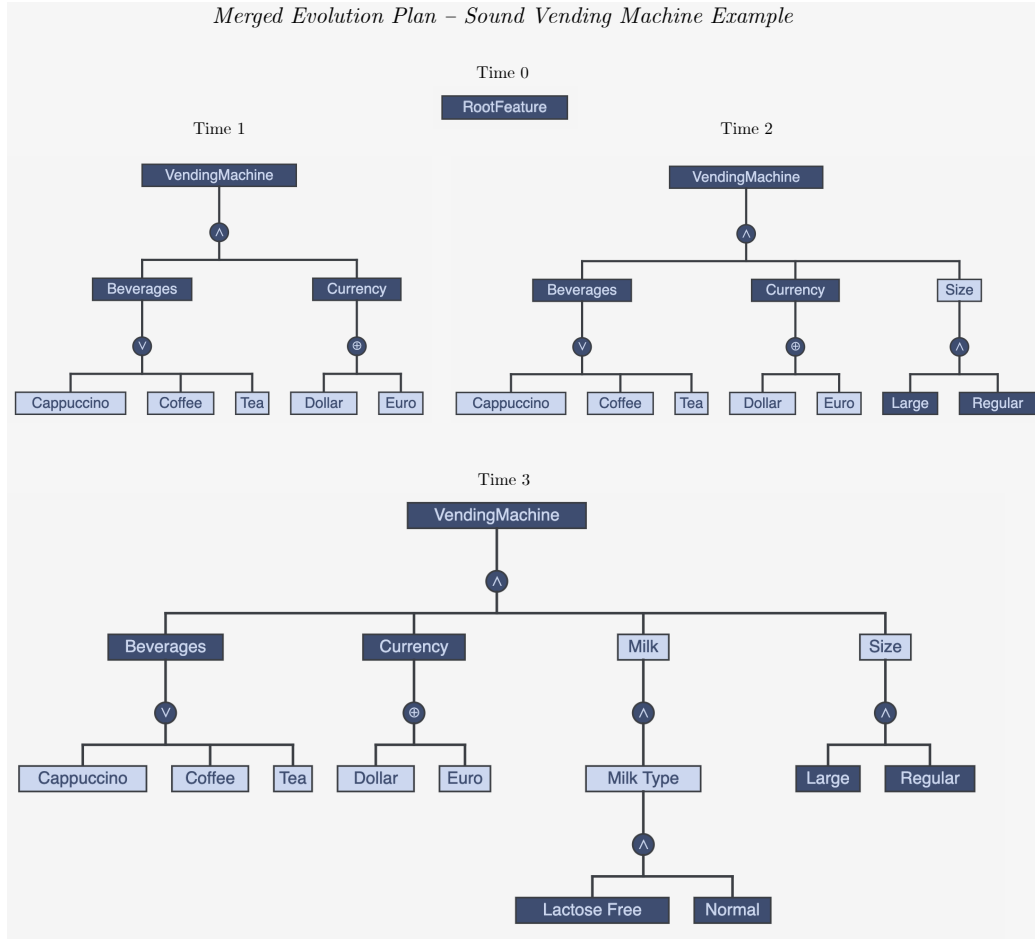 Merged Evolution Plan – Sound Vending Machine Example
Time 0
RootFeature
Time 1
VendingMachine
∧
Beverages Currency
∨ ⊕
Cappuccino Coffee Tea Dollar Euro
Time 2
VendingMachine
∧
Beverages Currency Size
∨ ⊕ ∧
Cappuccino Coffee Tea Dollar Euro Large Regular
Time 3
VendingMachine
∧
Beverages Currency Milk Size
∨ ⊕ ∧ ∧
Cappuccino Coffee Tea Dollar Euro Milk Type Large Regular
∧
Lactose Free Normal